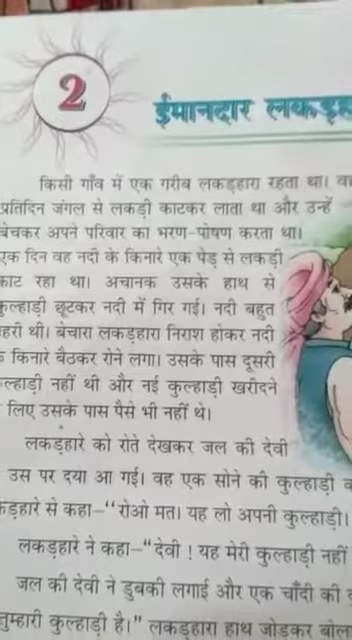 2
ईमानदार
किसी गाँव में एक गरीब लकड़हारा रहता था।
प्रतिदिन जंगल से लकड़ी काटकर लाता था और उन्हें
बेचकर अपने परिवार का भरण-पोषण करता था।
एक दिन वह नदी के किनारे एक पेड़ से लकड़ी
काट रहा था। अचानक उसके हाथ से
कुल्हाड़ी छूटकर नदी में गिर गई। नदी बहुत
हरी थी। बेचारा लकड़हारा निराश होकर नदी
किनारे बैठकर रोने लगा। उसके पास दूसरी
ल्हाड़ी नहीं थी और नई कुल्हाड़ी खरीदने
लिए उसके पास पैसे भी नहीं थे।
लकड़हारे को रोते देखकर जल की देवी
उस पर दया आ गई। वह एक सोने की कुल्हाड़ी
कड़हारे से कहा–"रोओ मत। यह लो अपनी कुल्हाड़ी।
लकड़हारे ने कहा–"देवी ! यह मेरी कुल्हाड़ी नहीं
जल की देवी ने डुबकी लगाई और एक चाँदी की
तुम्हारी कुल्हाड़ी है।" लकड़हारा हाथ जोड़कर बोल